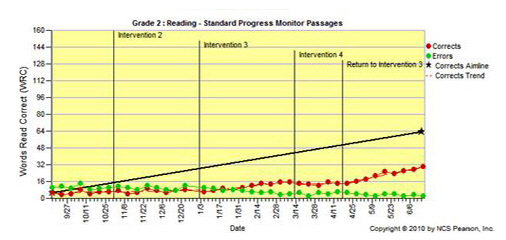 Grade 2 : Reading - Standard Progress Monitor Passages
Words Read Correct (WRC)
160
144
128
112
96
80
64
48
32
16
0
Intervention 2
Intervention 3
Intervention 4
Return to Intervention 3
Corrects
Errors
Corrects Aimline
Corrects Trend
9/27
10/11
10/25
11/8
11/22
12/6
12/20
1/3
1/17
1/31
2/14
2/28
3/14
3/28
4/11
4/25
5/9
5/23
6/6
Date
Copyright © 2010 by NCS Pearson, Inc.